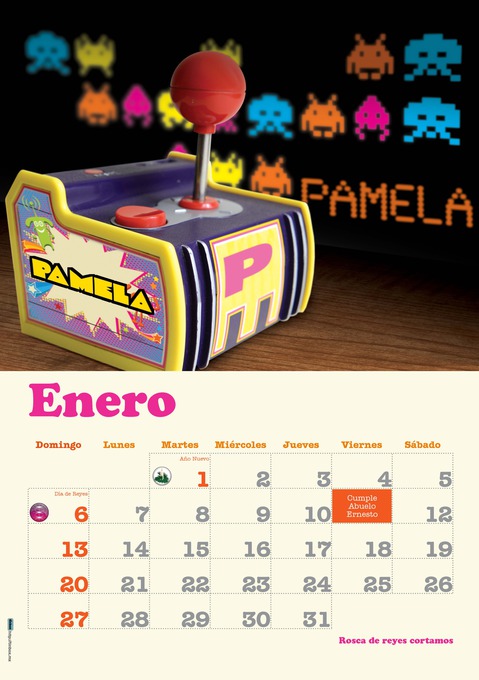 PAMELA
PAMELA
P
Enero
Domingo Lunes Martes Miércoles Jueves Viernes Sábado
Año Nuevo
1 2 3 4 5
Día de Reyes
6 7 8 9 10 Cumple Abuelo Ernesto 12
13 14 15 16 17 18 19
20 21 22 23 24 25 26
27 28 29 30 31
Rosca de reyes cortamos